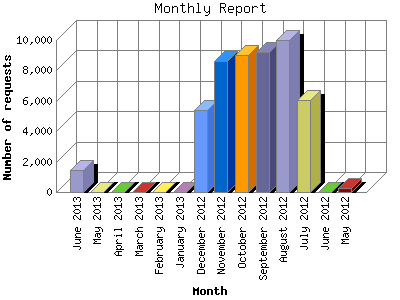 Monthly Report
Number of requests
10,000
8,000
6,000
4,000
2,000
0
June 2013
May 2013
April 2013
March 2013
February 2013
January 2013
December 2012
November 2012
October 2012
September 2012
August 2012
July 2012
June 2012
May 2012
Month